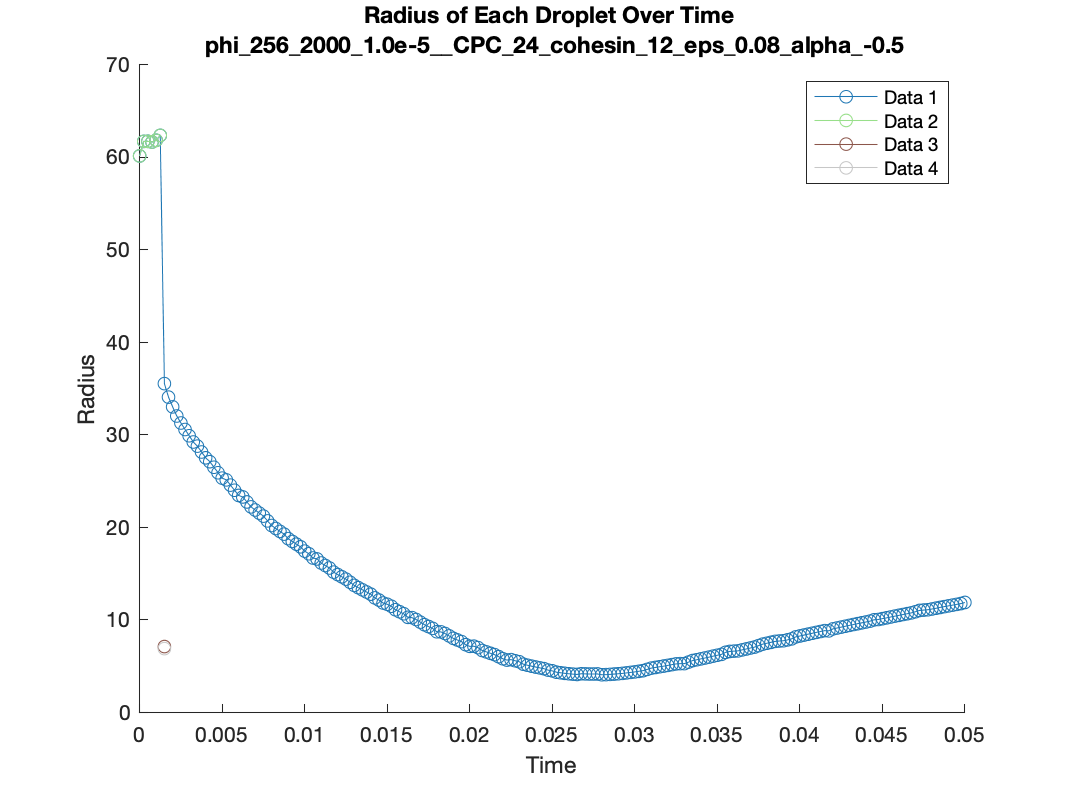 Radius of Each Droplet Over Time
phi_256_2000_1.0e-5__CPC_24_cohesin_12_eps_0.08_alpha_-0.5
70
60
50
40
30
20
10
0
Radius
Data 1
Data 2
Data 3
Data 4
0 0.005 0.01 0.015 0.02 0.025 0.03 0.035 0.04 0.045 0.05
Time